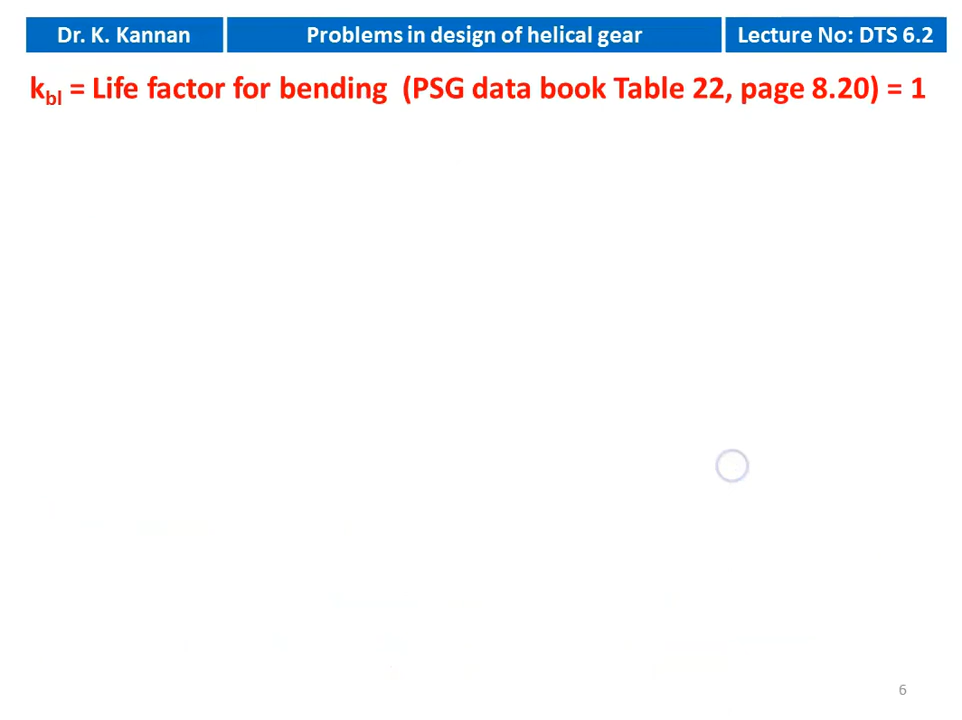 Dr. K. Kannan
Problems in design of helical gear
Lecture No: DTS 6.2
kbl = Life factor for bending (PSG data book Table 22, page 8.20) = 1
6